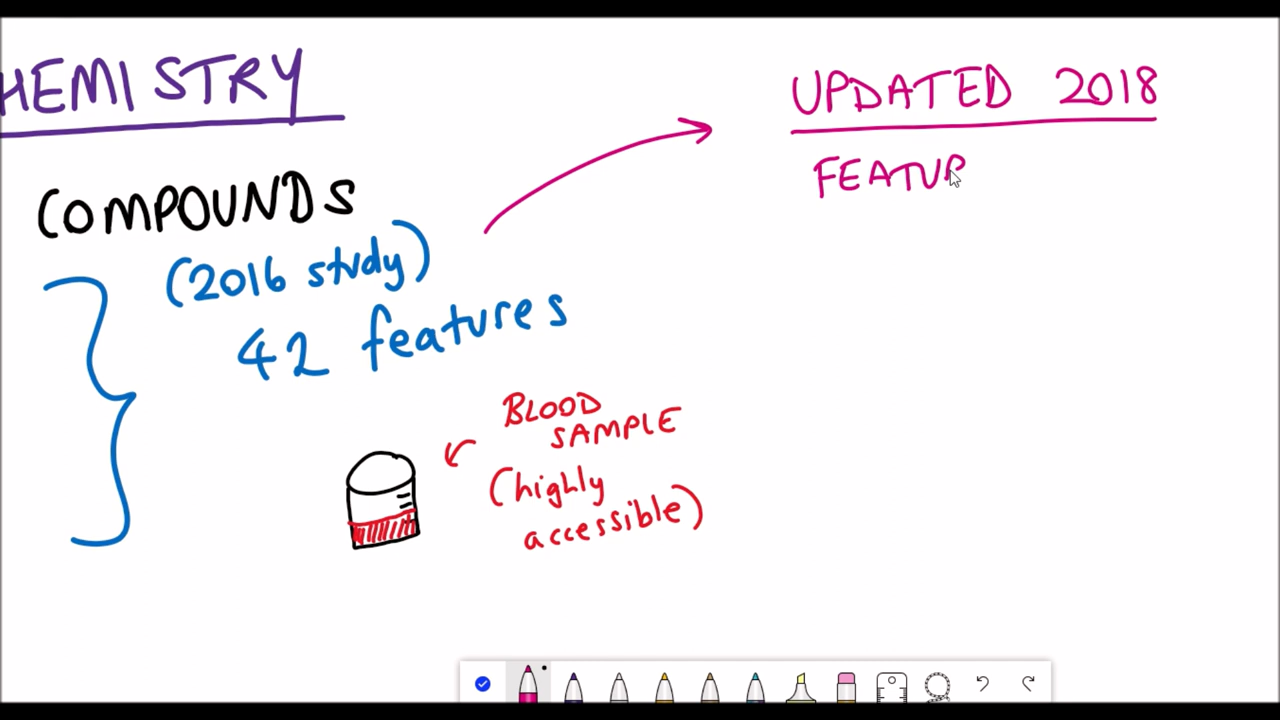 HEMISTRY
COMPOUNDS
(2016 study)
42 features
BLOOD
SAMPLE
(highly
accessible)
UPDATED 2018
FEATUR